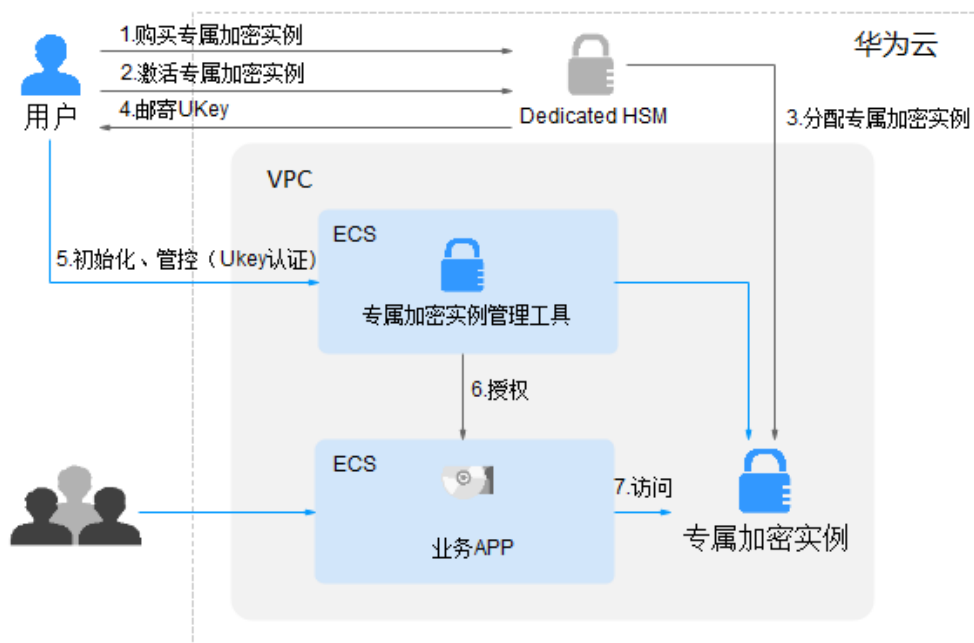 1.购买专属加密实例
华为云
2.激活专属加密实例
4.邮寄UKey
用户
Dedicated HSM
3.分配专属加密实例
VPC
ECS
5.初始化、管控（Ukey认证)
专属加密实例管理工具
6.授权
ECS
7.访问
业务APP
专属加密实例